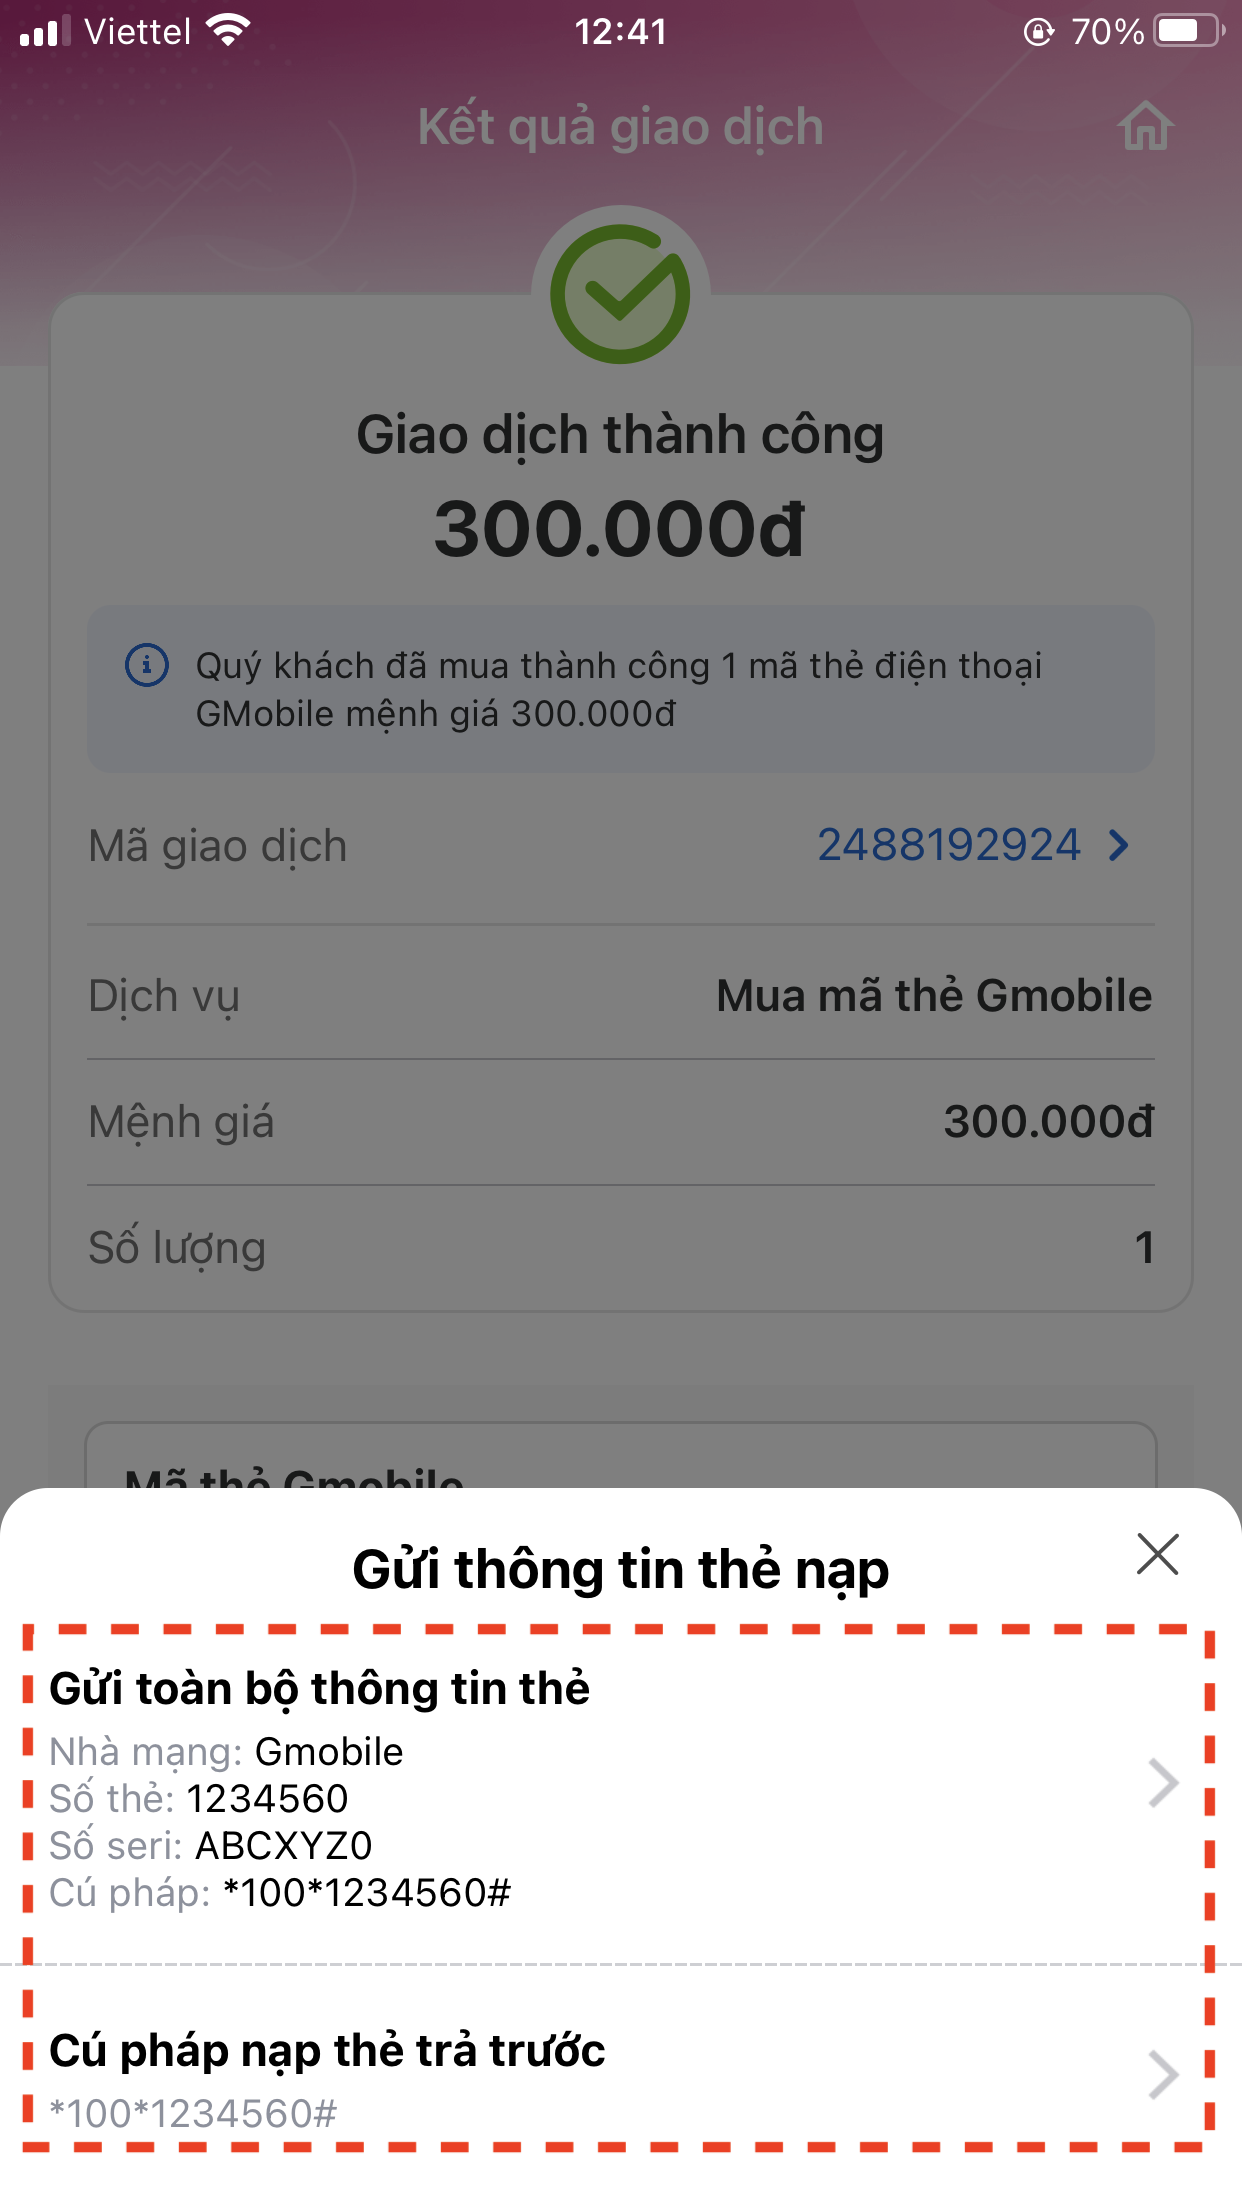 Viettel 12:41 70%
Kết quả giao dịch
Giao dịch thành công
300.000đ
Quý khách đã mua thành công 1 mã thẻ điện thoại
GMobile mệnh giá 300.000đ
Mã giao dịch 2488192924
Dịch vụ Mua mã thẻ Gmobile
Mệnh giá 300.000đ
Số lượng 1
Mã thẻ Gmobile
Gửi thông tin thẻ nạp
Gửi toàn bộ thông tin thẻ
Nhà mạng: Gmobile
Số thẻ: 1234560
Số seri: ABCXYZ0
Cú pháp: *100*1234560#
Cú pháp nạp thẻ trả trước
*100*1234560#